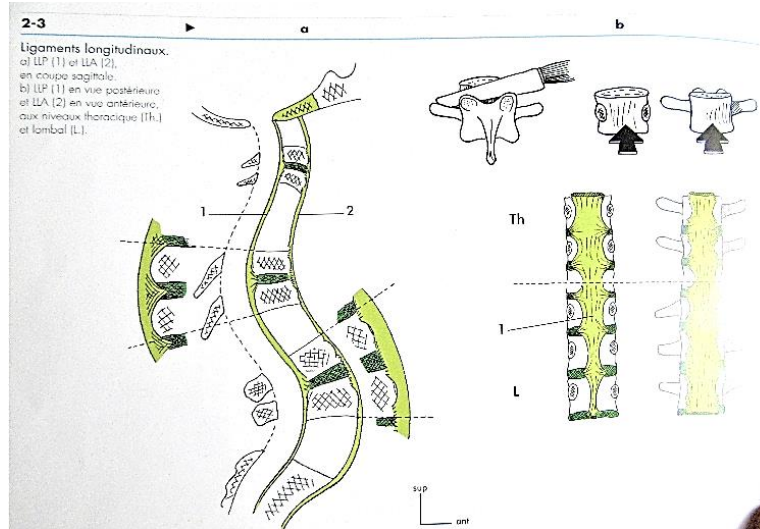 2-3
a
b
Ligaments longitudinaux.
a) LLP (1) et LLA (2),
en coupe sagittale.
b) LLP (1) en vue postérieure
et LLA (2) en vue antérieure,
aux niveaux thoracique (Th.)
et lombal (L.).
1
2
Th
1
L
sup
ant